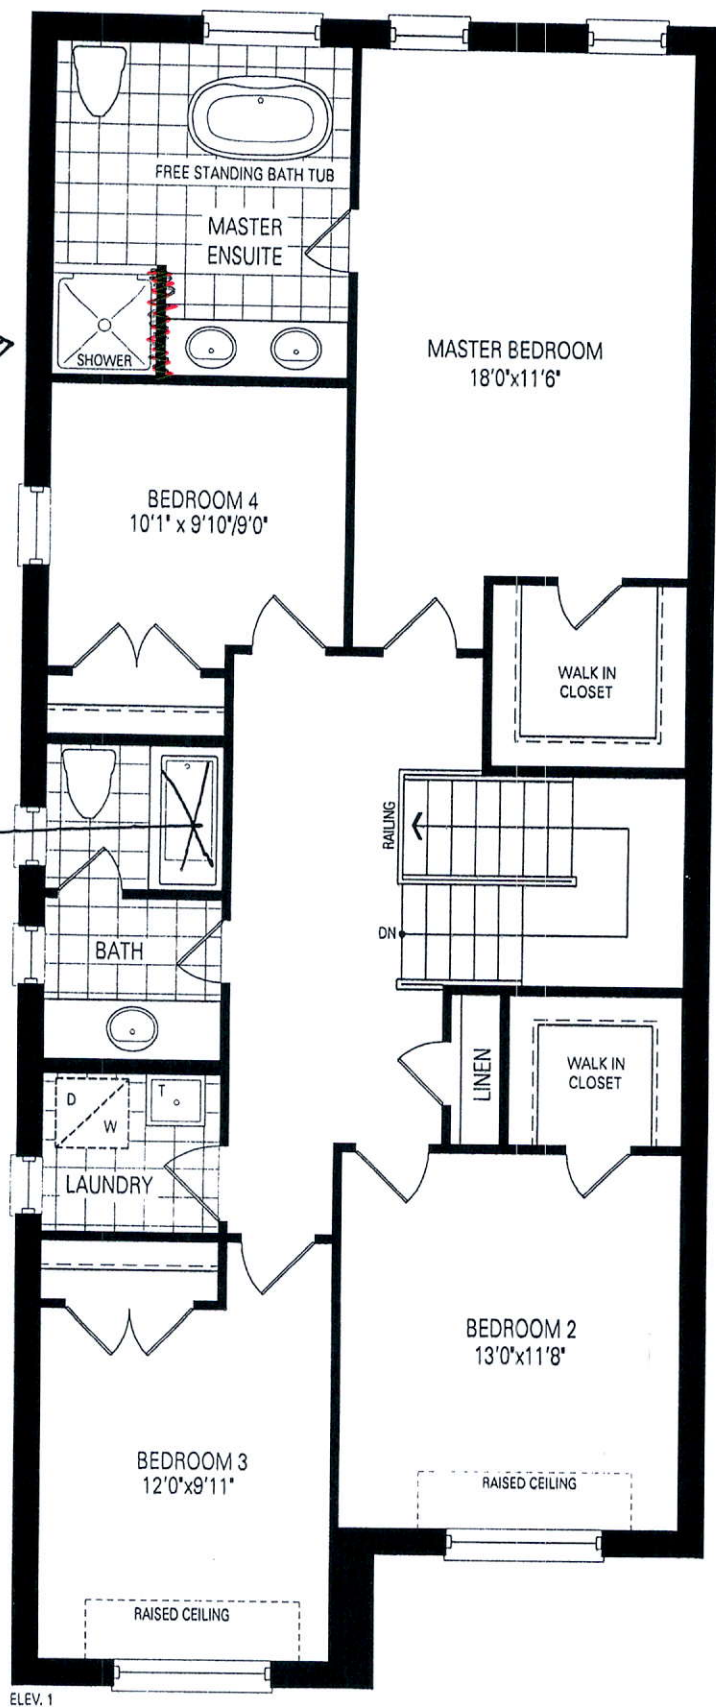 FREE STANDING BATH TUB
MASTER
ENSUITE
SHOWER
MASTER BEDROOM
18'0"x11'6"
BEDROOM 4
10'1" x 9'10"/9'0"
WALK IN
CLOSET
RAILING
DN
BATH
LINEN
WALK IN
CLOSET
D
W
T
LAUNDRY
BEDROOM 2
13'0"x11'8"
BEDROOM 3
12'0"x9'11"
RAISED CEILING
RAISED CEILING
ELEV. 1